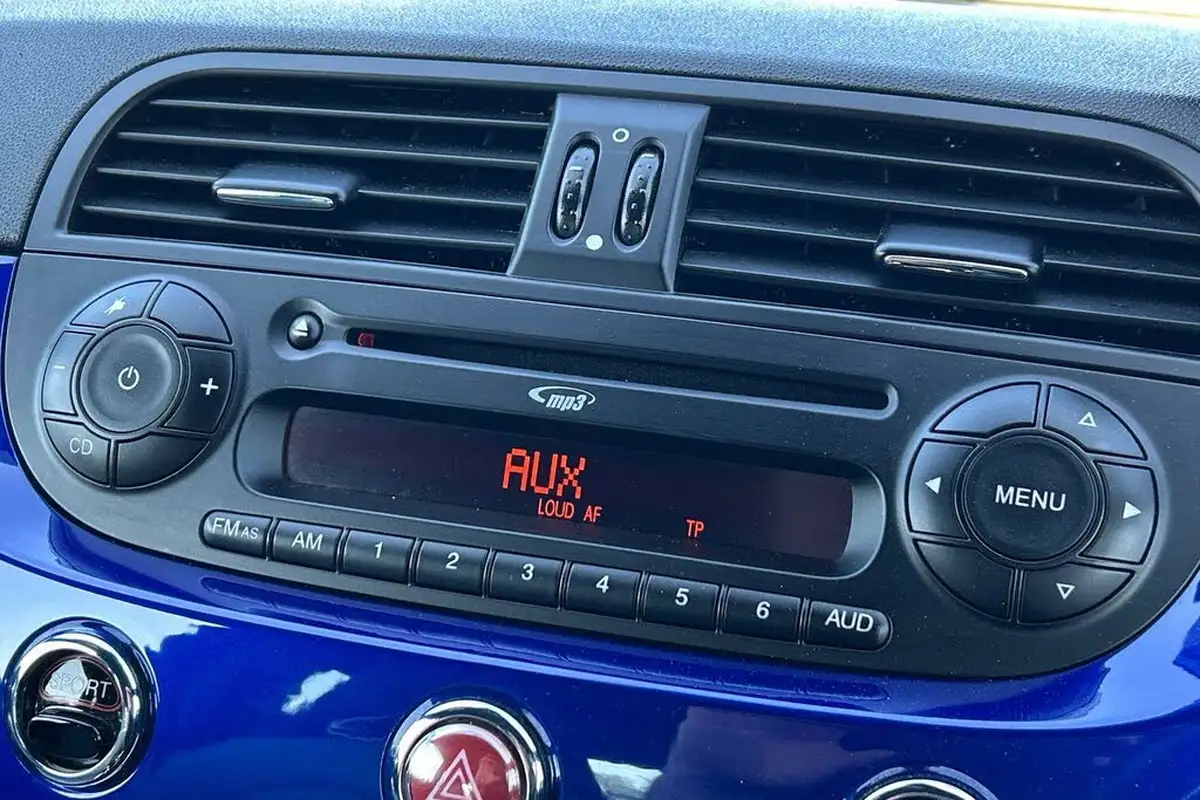 mp3
AUX
LOUD AF TP
CD
MENU
FM AS AM 1 2 3 4 5 6 AUD
SPORT